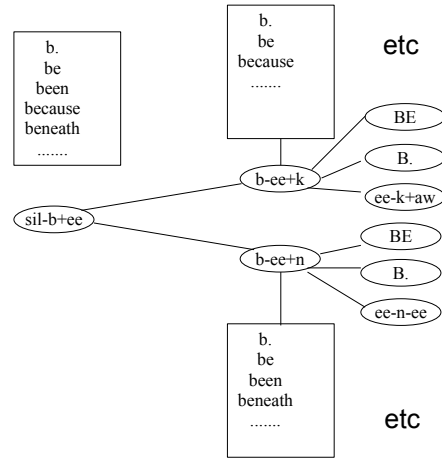 b.
be
been
because
beneath
.......
b.
be
because
.......
etc
BE
B.
ee-k+aw
b-ee+k
sil-b+ee
b-ee+n
BE
B.
ee-n-ee
b.
be
been
beneath
.......
etc